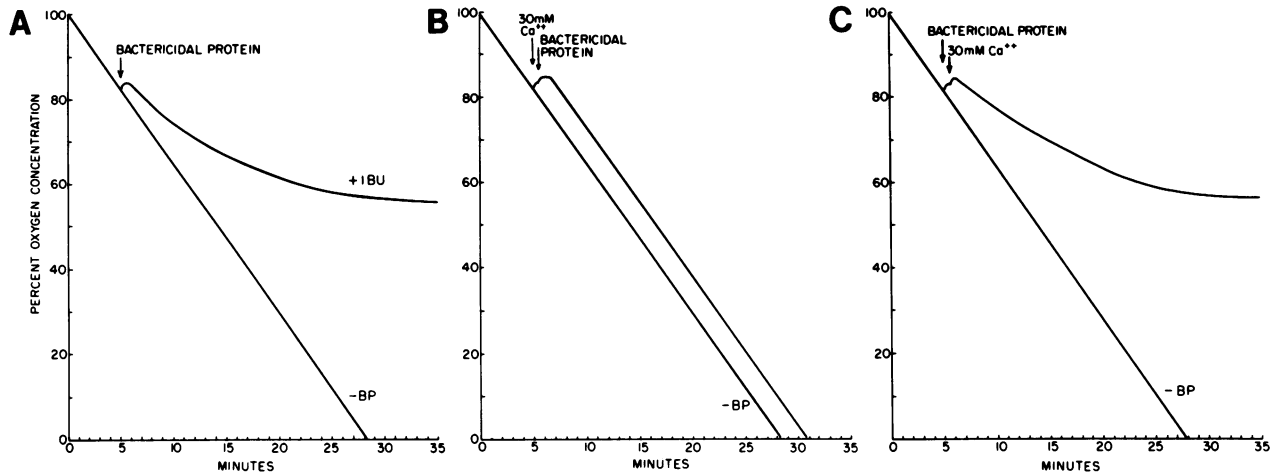 A
100
80
60
40
20
0
PERCENT OXYGEN CONCENTRATION
BACTERICIDAL PROTEIN
+1BU
-BP
0 5 10 15 20 25 30 35
MINUTES
B
100
80
60
40
20
0
30mM
Ca++
BACTERICIDAL
PROTEIN
-BP
0 5 10 15 20 25 30 35
MINUTES
C
100
80
60
40
20
0
BACTERICIDAL PROTEIN
30mM Ca++
-BP
0 5 10 15 20 25 30 35
MINUTES